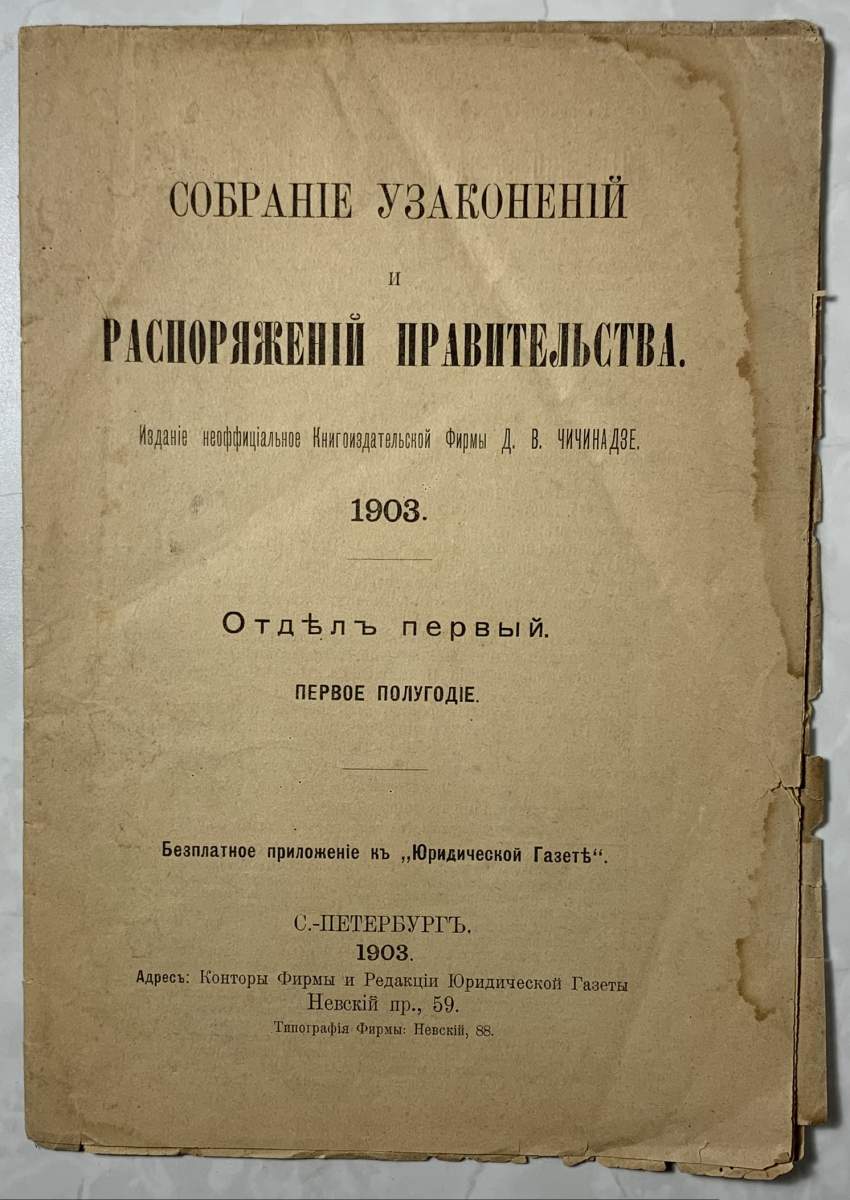 СОБРАНІЕ УЗАКОНЕНІЙ
И
РАСПОРЯЖЕНІЙ ПРАВИТЕЛЬСТВА.
Изданіе неоффиціальное Книгоиздательской Фирмы Д. В. ЧИЧИНАДЗЕ.
1903.
Отдѣлъ первый.
ПЕРВОЕ ПОЛУГОДІЕ.
Безплатное приложеніе къ „Юридической Газетѣ“.
С.-ПЕТЕРБУРГЪ.
1903.
Адресъ: Конторы Фирмы и Редакціи Юридической Газеты
Невскій пр., 59.
Типографія Фирмы: Невскій, 88.